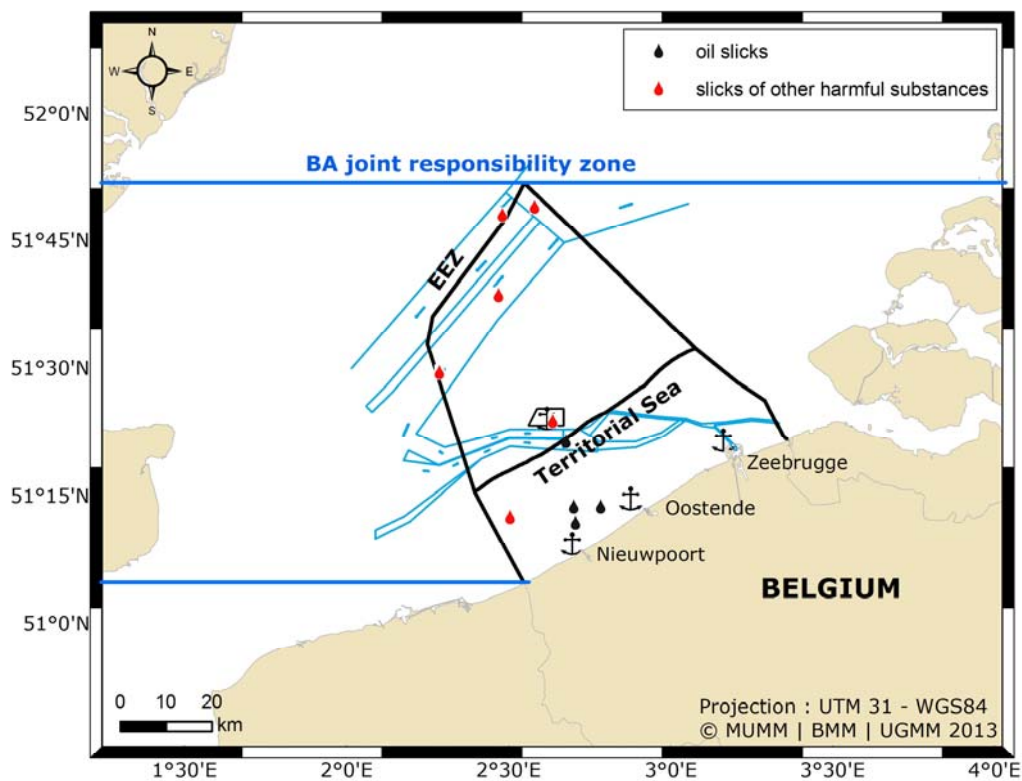 N
W E
S
oil slicks
slicks of other harmful substances
52°0'N
BA joint responsibility zone
51°45'N
EEZ
51°30'N
Territorial Sea
Zeebrugge
51°15'N
Oostende
Nieuwpoort
BELGIUM
51°0'N
0 10 20
km
Projection : UTM 31 - WGS84
© MUMM | BMM | UGMM 2013
1°30'E 2°0'E 2°30'E 3°0'E 3°30'E 4°0'E